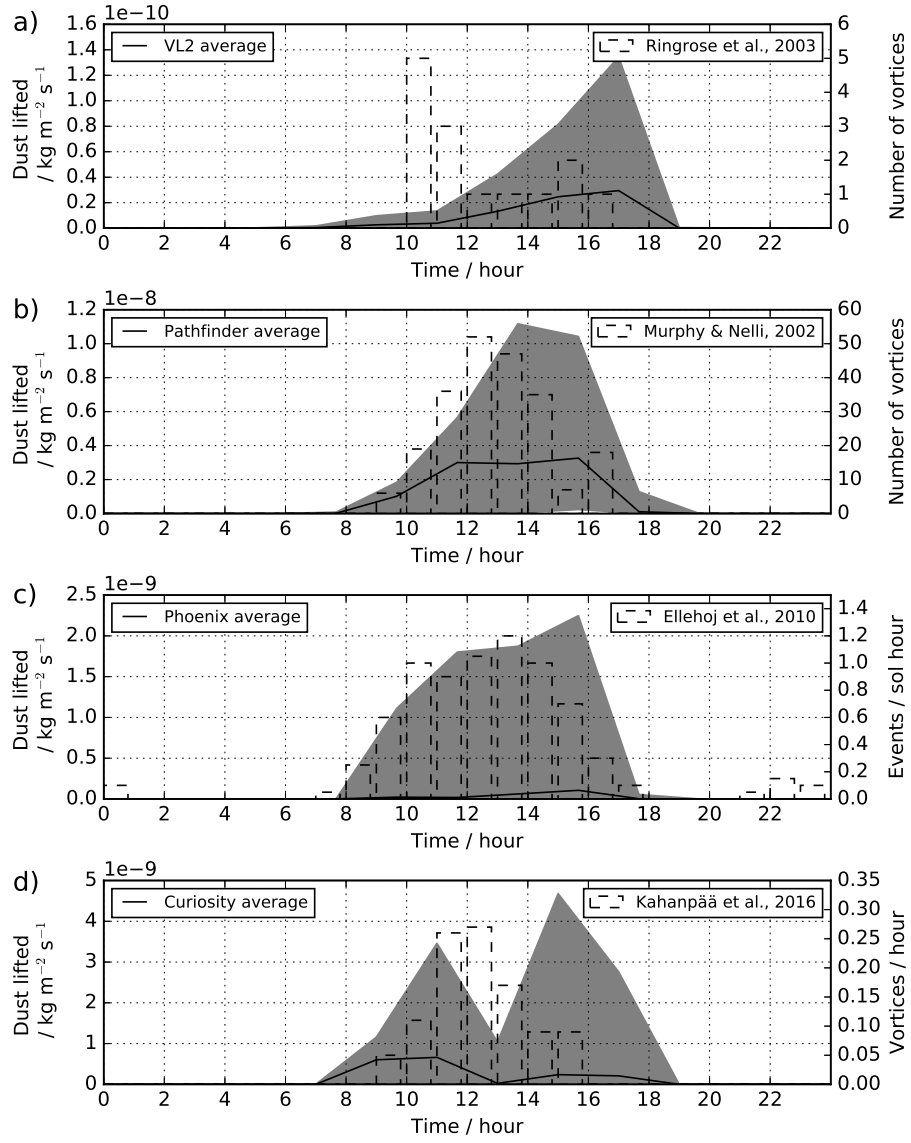 a)
1e−10
VL2 average
Ringrose et al., 2003
1.6
1.4
1.2
1.0
0.8
0.6
0.4
0.2
0.0
Dust lifted
/ kg m−2 s−1
6
5
4
3
2
1
0
Number of vortices
0 2 4 6 8 10 12 14 16 18 20 22
Time / hour
b)
1e−8
Pathfinder average
Murphy & Nelli, 2002
1.2
1.0
0.8
0.6
0.4
0.2
0.0
Dust lifted
/ kg m−2 s−1
60
50
40
30
20
10
0
Number of vortices
0 2 4 6 8 10 12 14 16 18 20 22
Time / hour
c)
1e−9
Phoenix average
Ellehoj et al., 2010
2.5
2.0
1.5
1.0
0.5
0.0
Dust lifted
/ kg m−2 s−1
1.4
1.2
1.0
0.8
0.6
0.4
0.2
0.0
Events / sol hour
0 2 4 6 8 10 12 14 16 18 20 22
Time / hour
d)
1e−9
Curiosity average
Kahanpää et al., 2016
5
4
3
2
1
0
Dust lifted
/ kg m−2 s−1
0.35
0.30
0.25
0.20
0.15
0.10
0.05
0.00
Vortices / hour
0 2 4 6 8 10 12 14 16 18 20 22
Time / hour